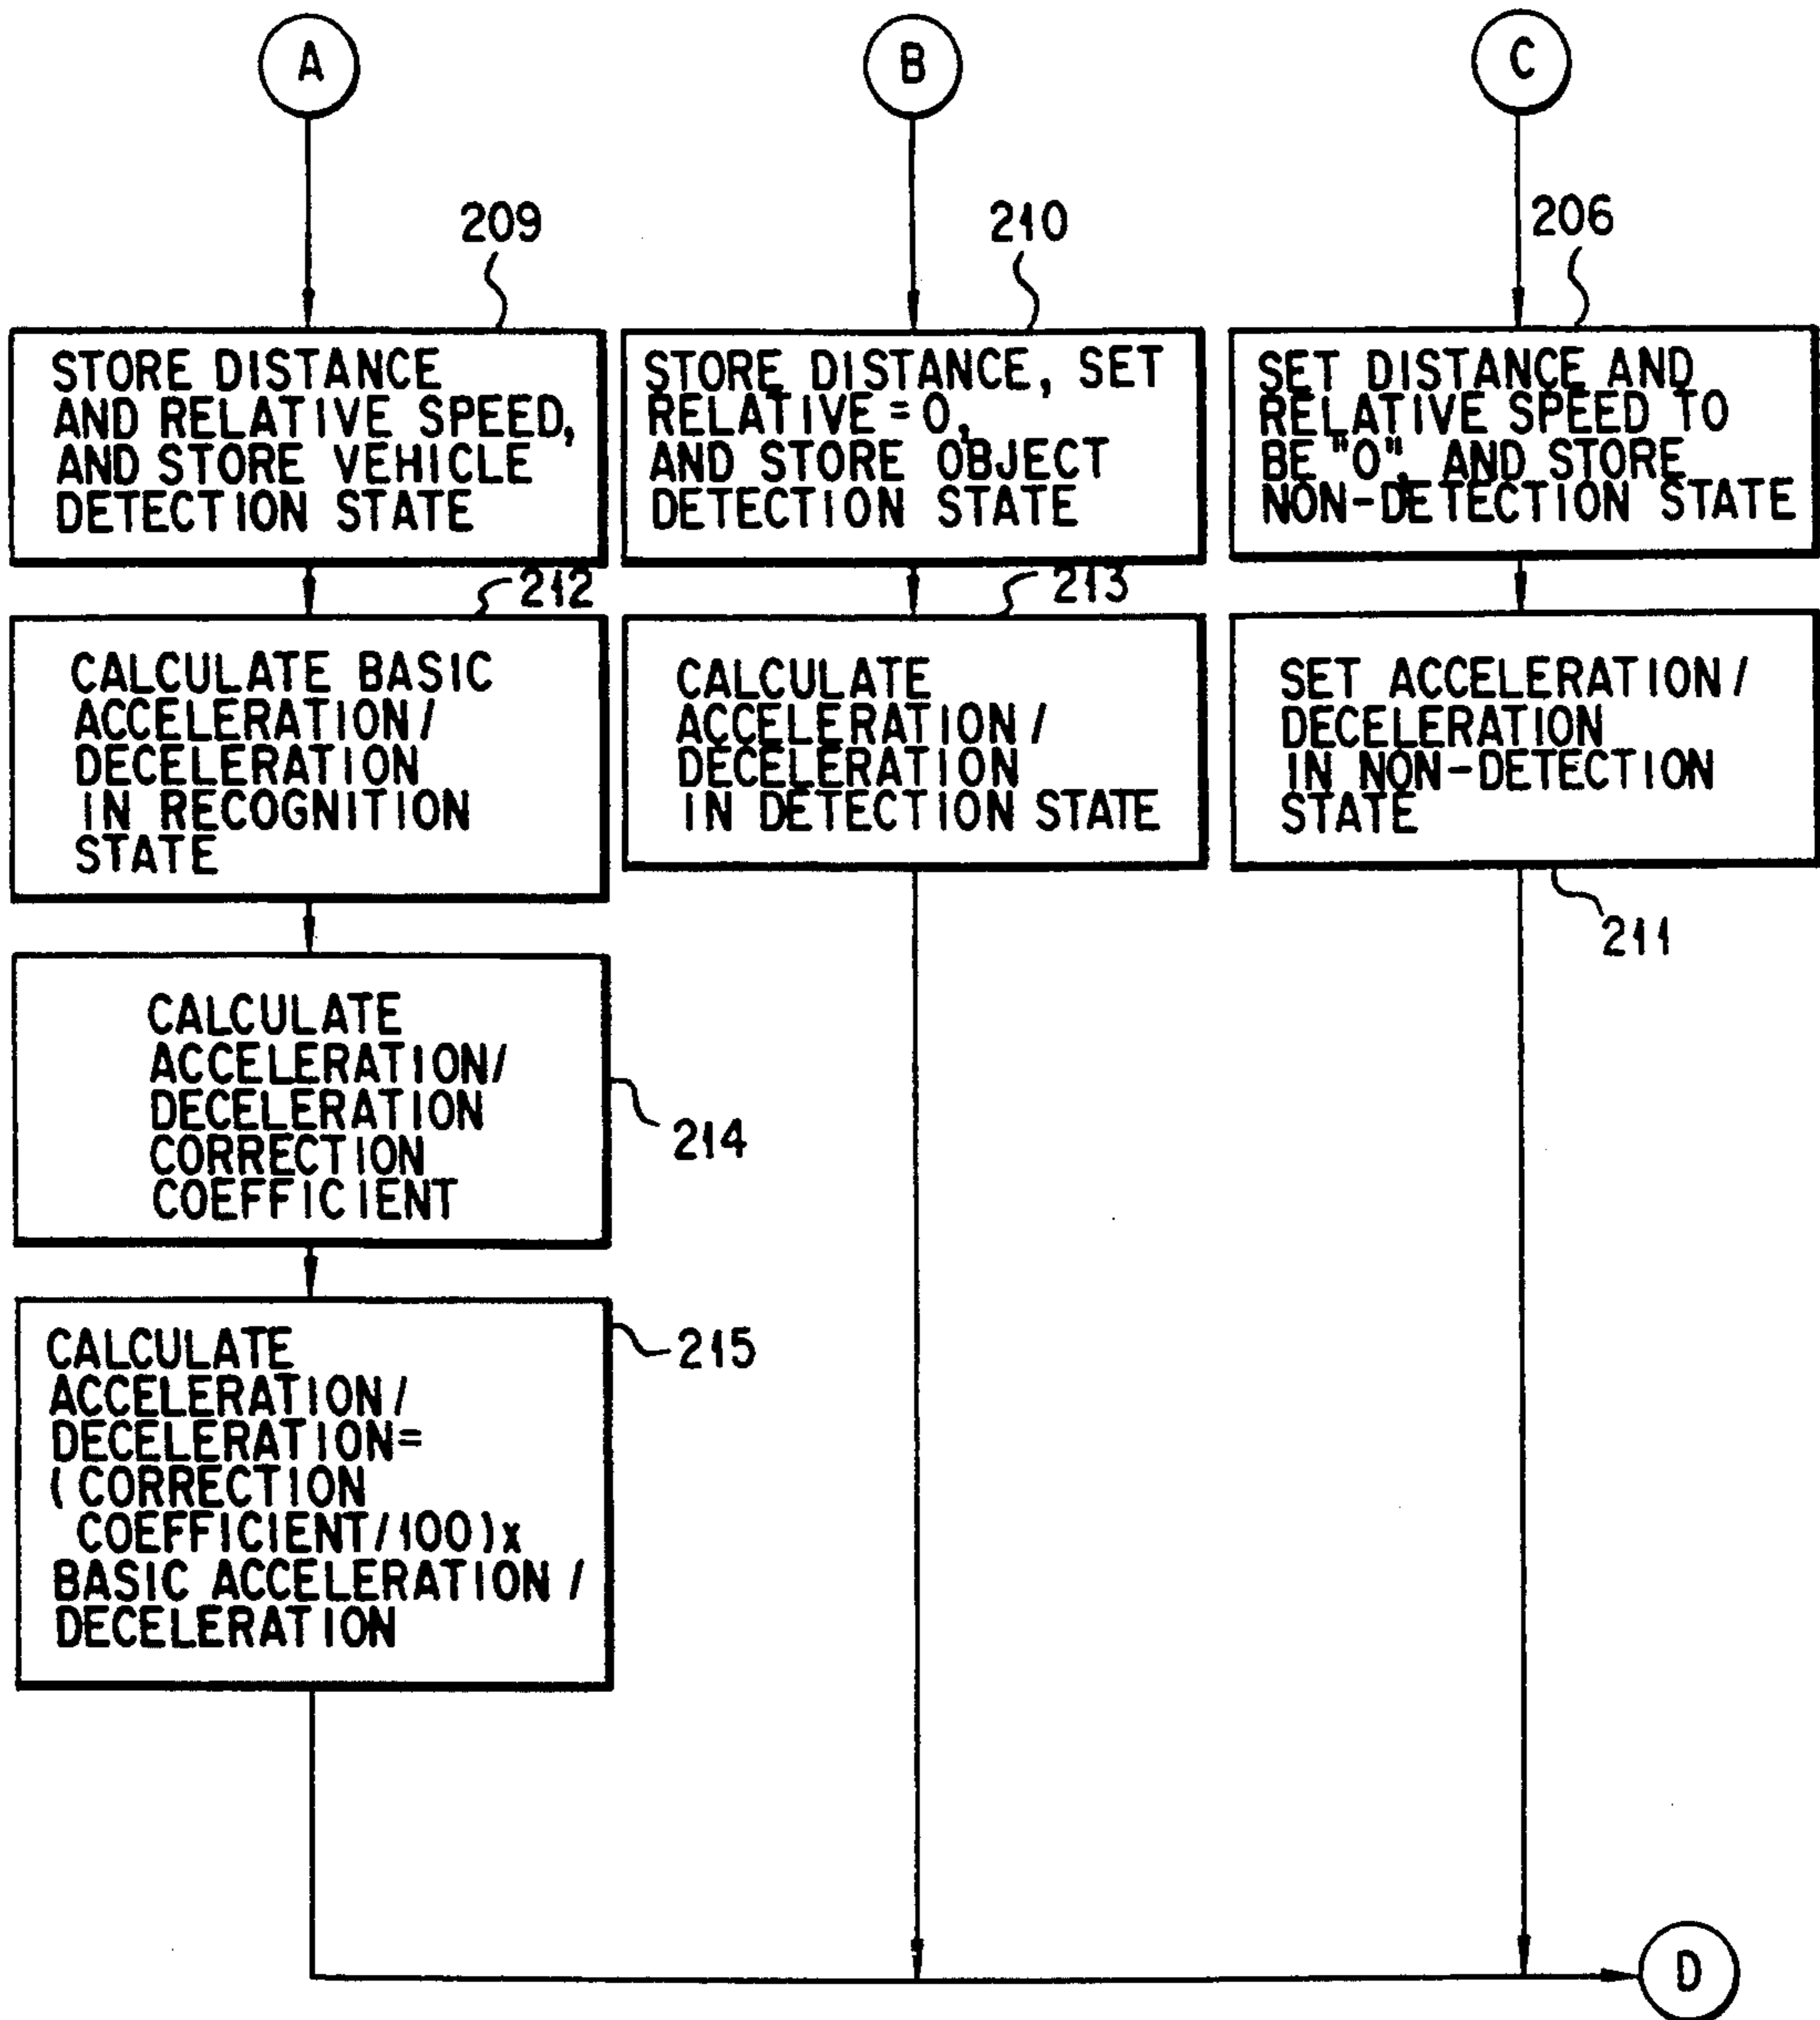 A
B
C
209
210
206
STORE DISTANCE
AND RELATIVE SPEED,
AND STORE VEHICLE
DETECTION STATE
STORE DISTANCE, SET
RELATIVE = 0,
AND STORE OBJECT
DETECTION STATE
SET DISTANCE AND
RELATIVE SPEED TO
BE "0", AND STORE
NON-DETECTION STATE
212
213
CALCULATE BASIC
ACCELERATION/
DECELERATION
IN RECOGNITION
STATE
CALCULATE
ACCELERATION/
DECELERATION
IN DETECTION STATE
SET ACCELERATION/
DECELERATION
IN NON-DETECTION
STATE
211
CALCULATE
ACCELERATION/
DECELERATION
CORRECTION
COEFFICIENT
214
CALCULATE
ACCELERATION/
DECELERATION=
(CORRECTION
COEFFICIENT/100)x
BASIC ACCELERATION/
DECELERATION
215
D